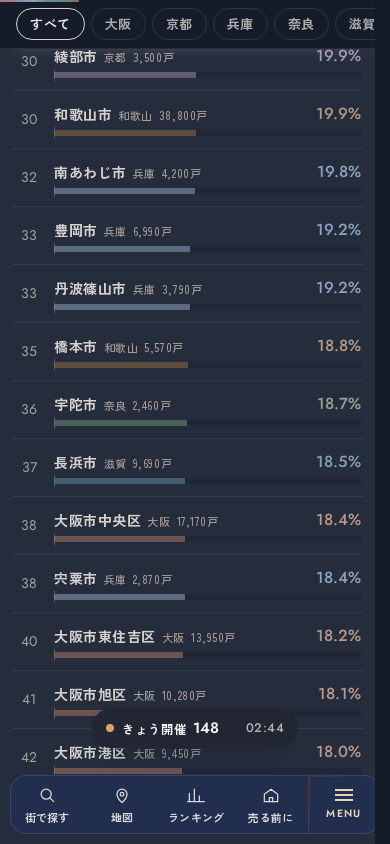 すべて 大阪 京都 兵庫 奈良 滋賀
30 綾部市 京都 3,500戸 19.9%
30 和歌山市 和歌山 38,800戸 19.9%
32 南あわじ市 兵庫 4,200戸 19.8%
33 豊岡市 兵庫 6,990戸 19.2%
33 丹波篠山市 兵庫 3,790戸 19.2%
35 橋本市 和歌山 5,570戸 18.8%
36 宇陀市 奈良 2,460戸 18.7%
37 長浜市 滋賀 9,690戸 18.5%
38 大阪市中央区 大阪 17,170戸 18.4%
38 宍粟市 兵庫 2,870戸 18.4%
40 大阪市東住吉区 大阪 13,950戸 18.2%
41 大阪市旭区 大阪 10,280戸 18.1%
きょう開催 148 02:44
42 大阪市港区 大阪 9,450戸 18.0%
街で探す 地図 ランキング 売る前に MENU